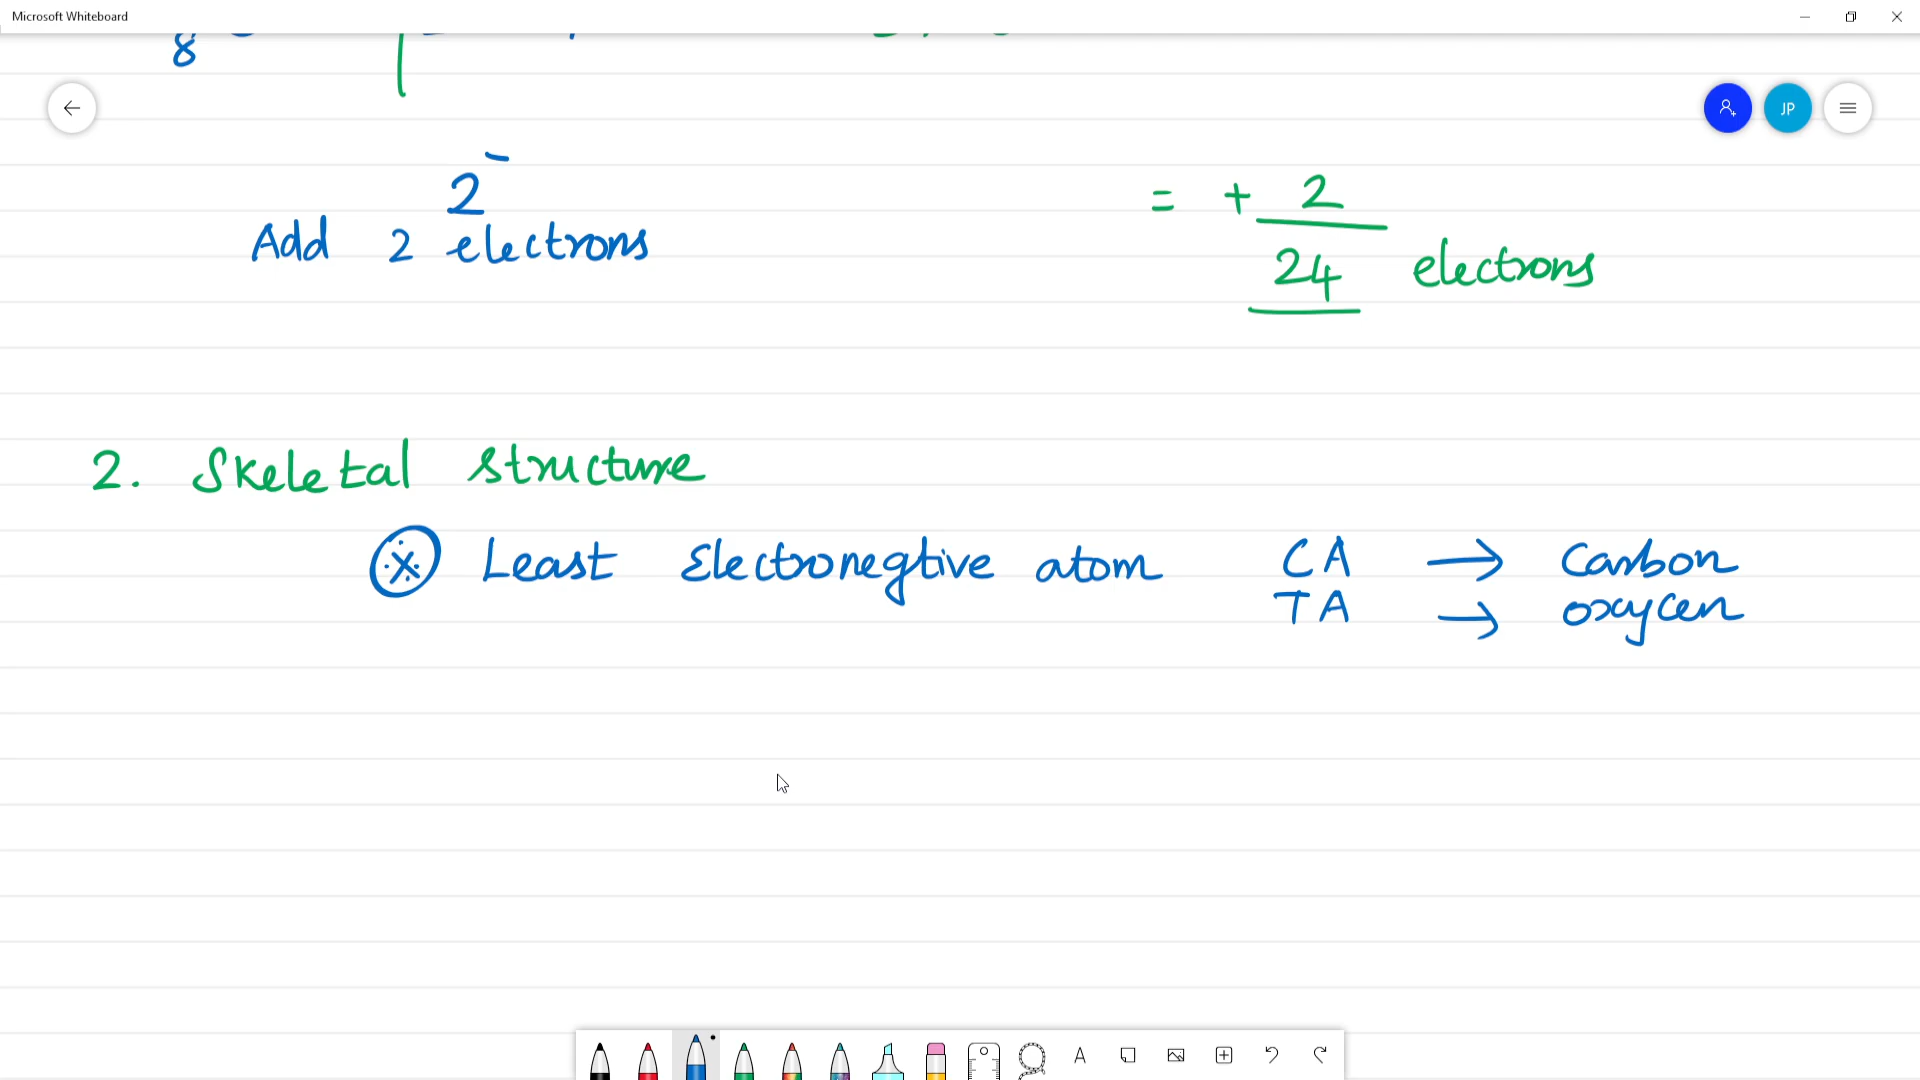 Microsoft Whiteboard
8
JP
2⁻
= + 2
Add 2 electrons
24 electrons
2. Skeletal structure
Least Electronegtive atom CA → Carbon
TA → oxycen
A